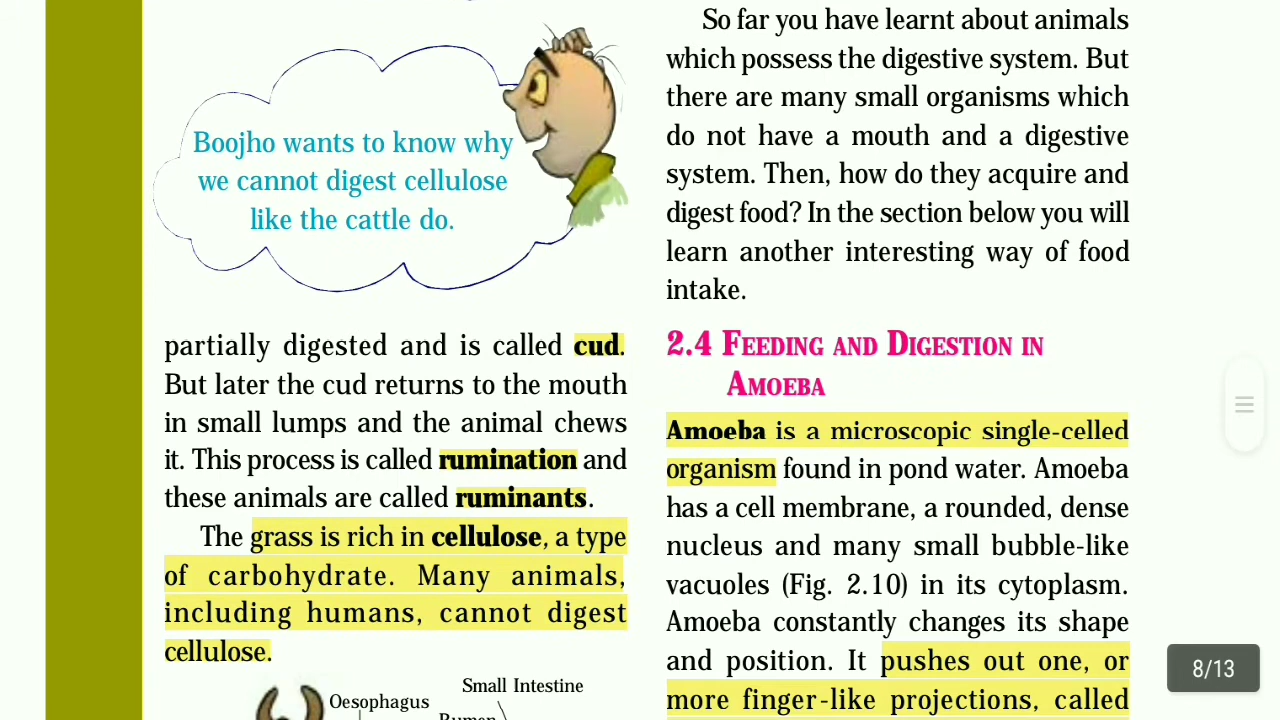 Boojho wants to know why
we cannot digest cellulose
like the cattle do.
partially digested and is called cud.
But later the cud returns to the mouth
in small lumps and the animal chews
it. This process is called rumination and
these animals are called ruminants.
The grass is rich in cellulose, a type
of carbohydrate. Many animals,
including humans, cannot digest
cellulose.
Oesophagus
Small Intestine
Rumen
So far you have learnt about animals
which possess the digestive system. But
there are many small organisms which
do not have a mouth and a digestive
system. Then, how do they acquire and
digest food? In the section below you will
learn another interesting way of food
intake.
2.4 FEEDING AND DIGESTION IN
AMOEBA
Amoeba is a microscopic single-celled
organism found in pond water. Amoeba
has a cell membrane, a rounded, dense
nucleus and many small bubble-like
vacuoles (Fig. 2.10) in its cytoplasm.
Amoeba constantly changes its shape
and position. It pushes out one, or
more finger-like projections, called
8/13